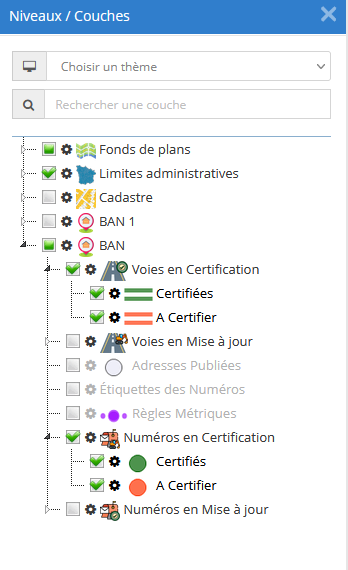 Niveaux / Couches
Choisir un thème
Rechercher une couche
Fonds de plans
Limites administratives
Cadastre
BAN 1
BAN
Voies en Certification
Certifiées
A Certifier
Voies en Mise à jour
Adresses Publiées
Étiquettes des Numéros
Règles Métriques
Numéros en Certification
Certifiés
A Certifier
Numéros en Mise à jour